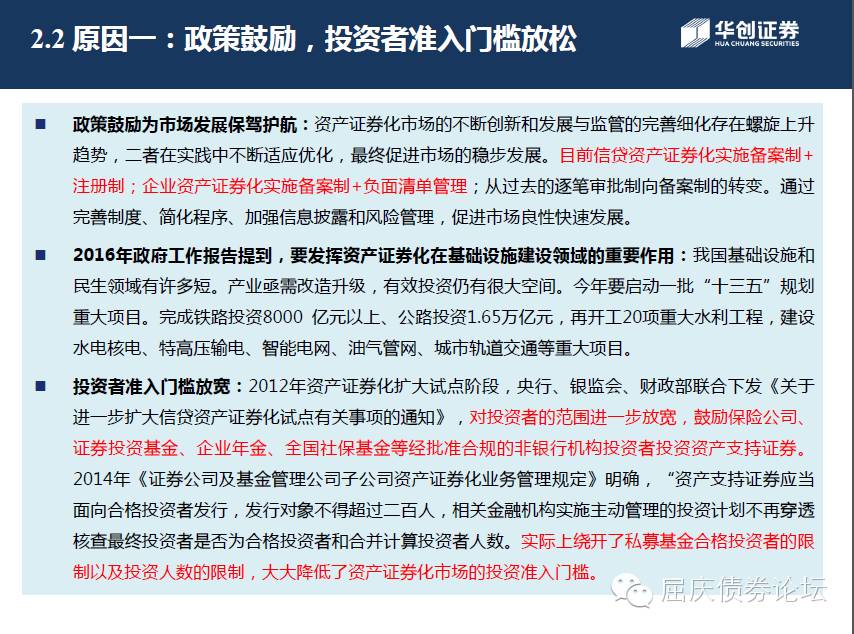 2.2 原因一：政策鼓励，投资者准入门槛放松
华创证券
HUA CHUANG SECURITIES
■ 政策鼓励为市场发展保驾护航：资产证券化市场的不断创新和发展与监管的完善细化存在螺旋上升
趋势，二者在实践中不断适应优化，最终促进市场的稳步发展。目前信贷资产证券化实施备案制+
注册制；企业资产证券化实施备案制+负面清单管理；从过去的逐笔审批制向备案制的转变。通过
完善制度、简化程序、加强信息披露和风险管理，促进市场良性快速发展。
■ 2016年政府工作报告提到，要发挥资产证券化在基础设施建设领域的重要作用：我国基础设施和
民生领域有许多短。产业亟需改造升级，有效投资仍有很大空间。今年要启动一批“十三五”规划
重大项目。完成铁路投资8000 亿元以上、公路投资1.65万亿元，再开工20项重大水利工程，建设
水电核电、特高压输电、智能电网、油气管网、城市轨道交通等重大项目。
■ 投资者准入门槛放宽：2012年资产证券化扩大试点阶段，央行、银监会、财政部联合下发《关于
进一步扩大信贷资产证券化试点有关事项的通知》，对投资者的范围进一步放宽，鼓励保险公司、
证券投资基金、企业年金、全国社保基金等经批准合规的非银行机构投资者投资资产支持证券。
2014年《证券公司及基金管理公司子公司资产证券化业务管理规定》明确，“资产支持证券应当
面向合格投资者发行，发行对象不得超过二百人，相关金融机构实施主动管理的投资计划不再穿透
核查最终投资者是否为合格投资者和合并计算投资者人数。实际上绕开了私募基金合格投资者的限
制以及投资人数的限制，大大降低了资产证券化市场的投资准入门槛。
屈庆债券论坛